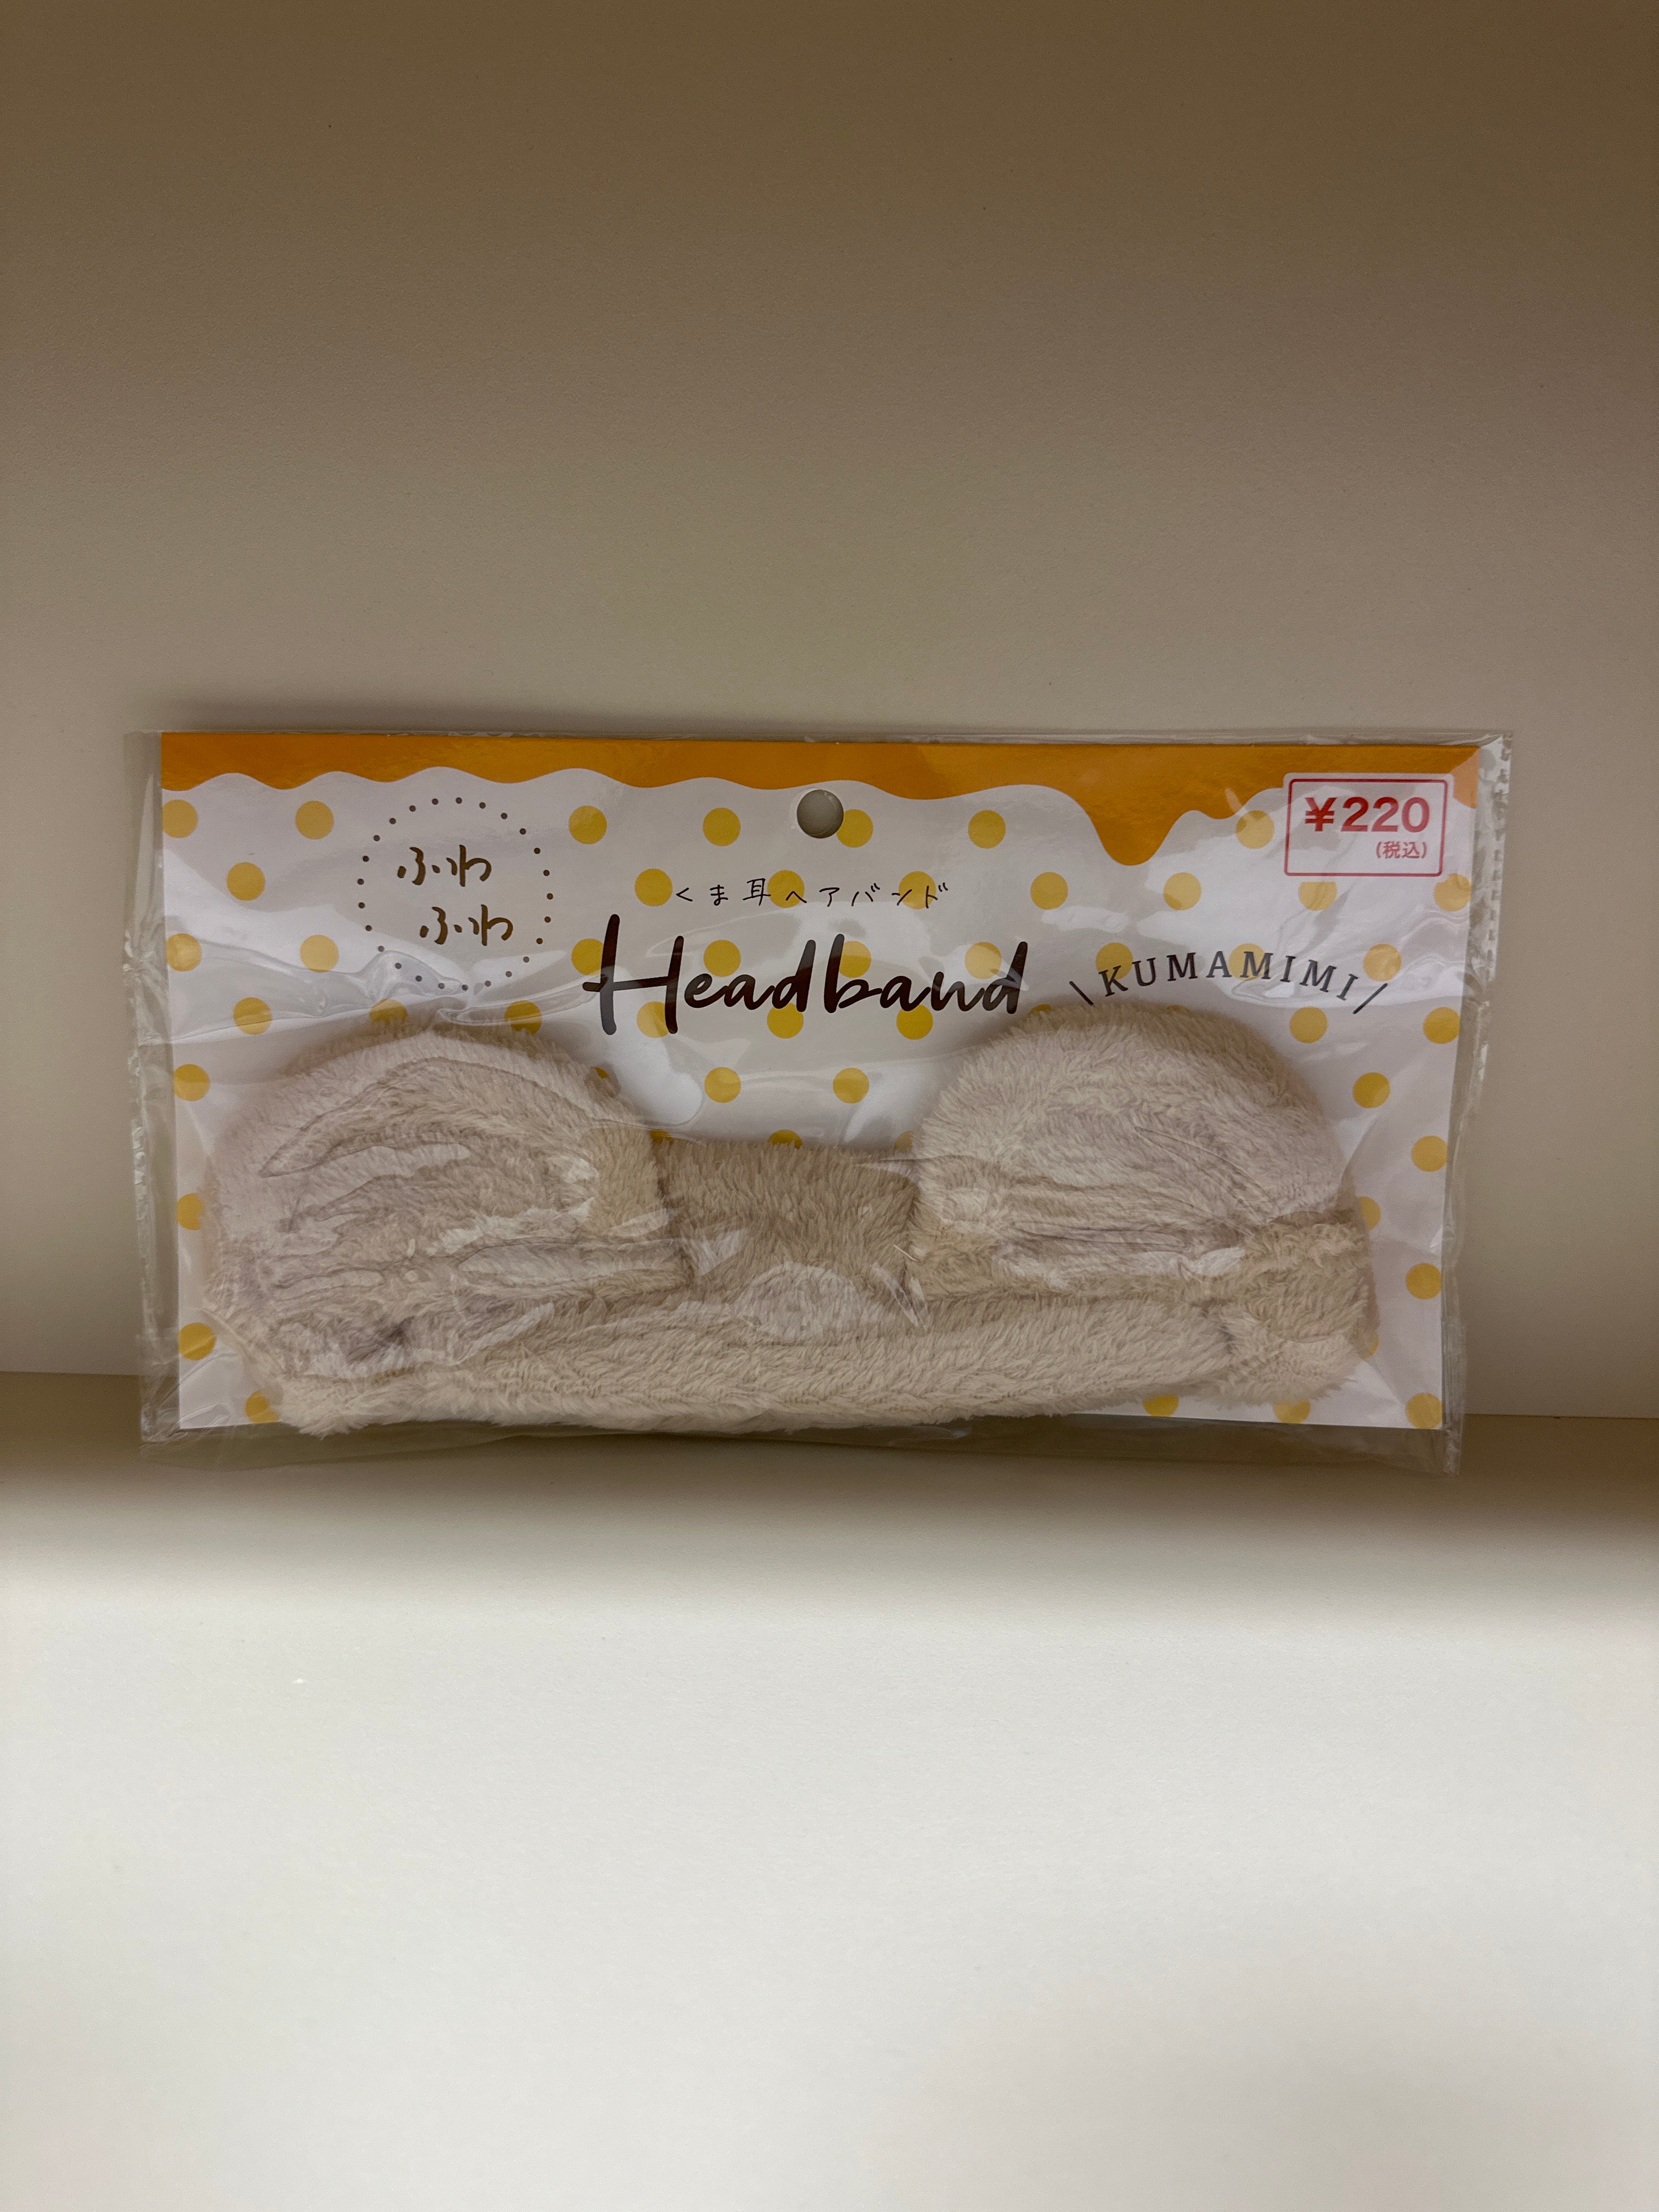 ¥220
(税込)
ふわ
ふわ
くま耳ヘアバンド
Headband
\KUMAMIMI/